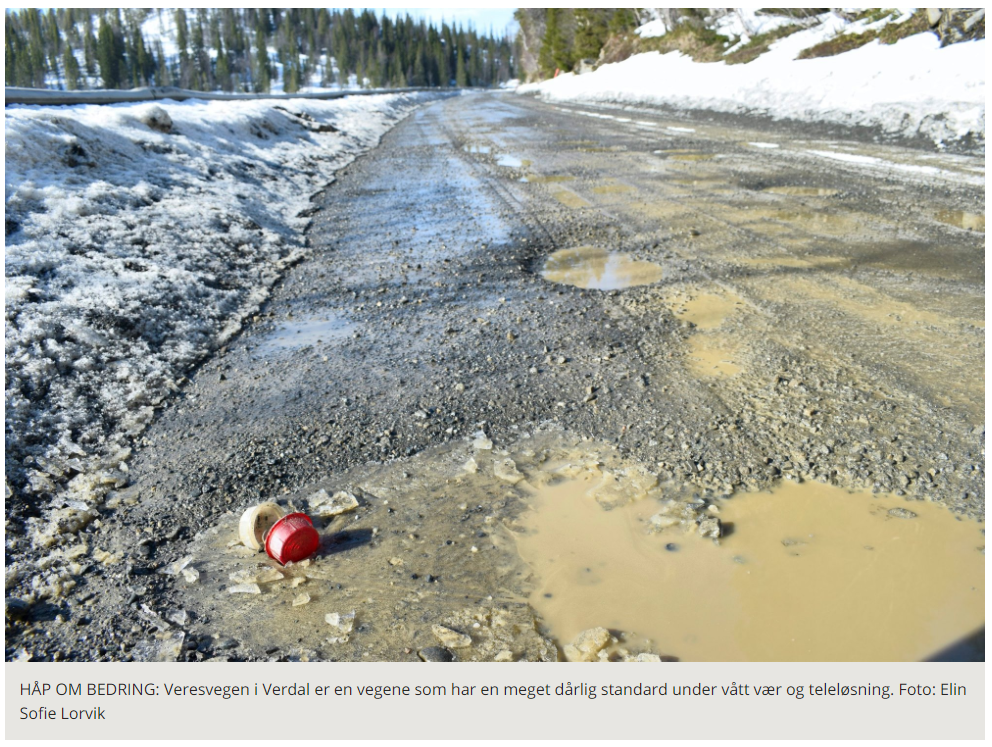 HÅP OM BEDRING: Veresvegen i Verdal er en vegene som har en meget dårlig standard under vått vær og teleløsning. Foto: Elin
Sofie Lorvik